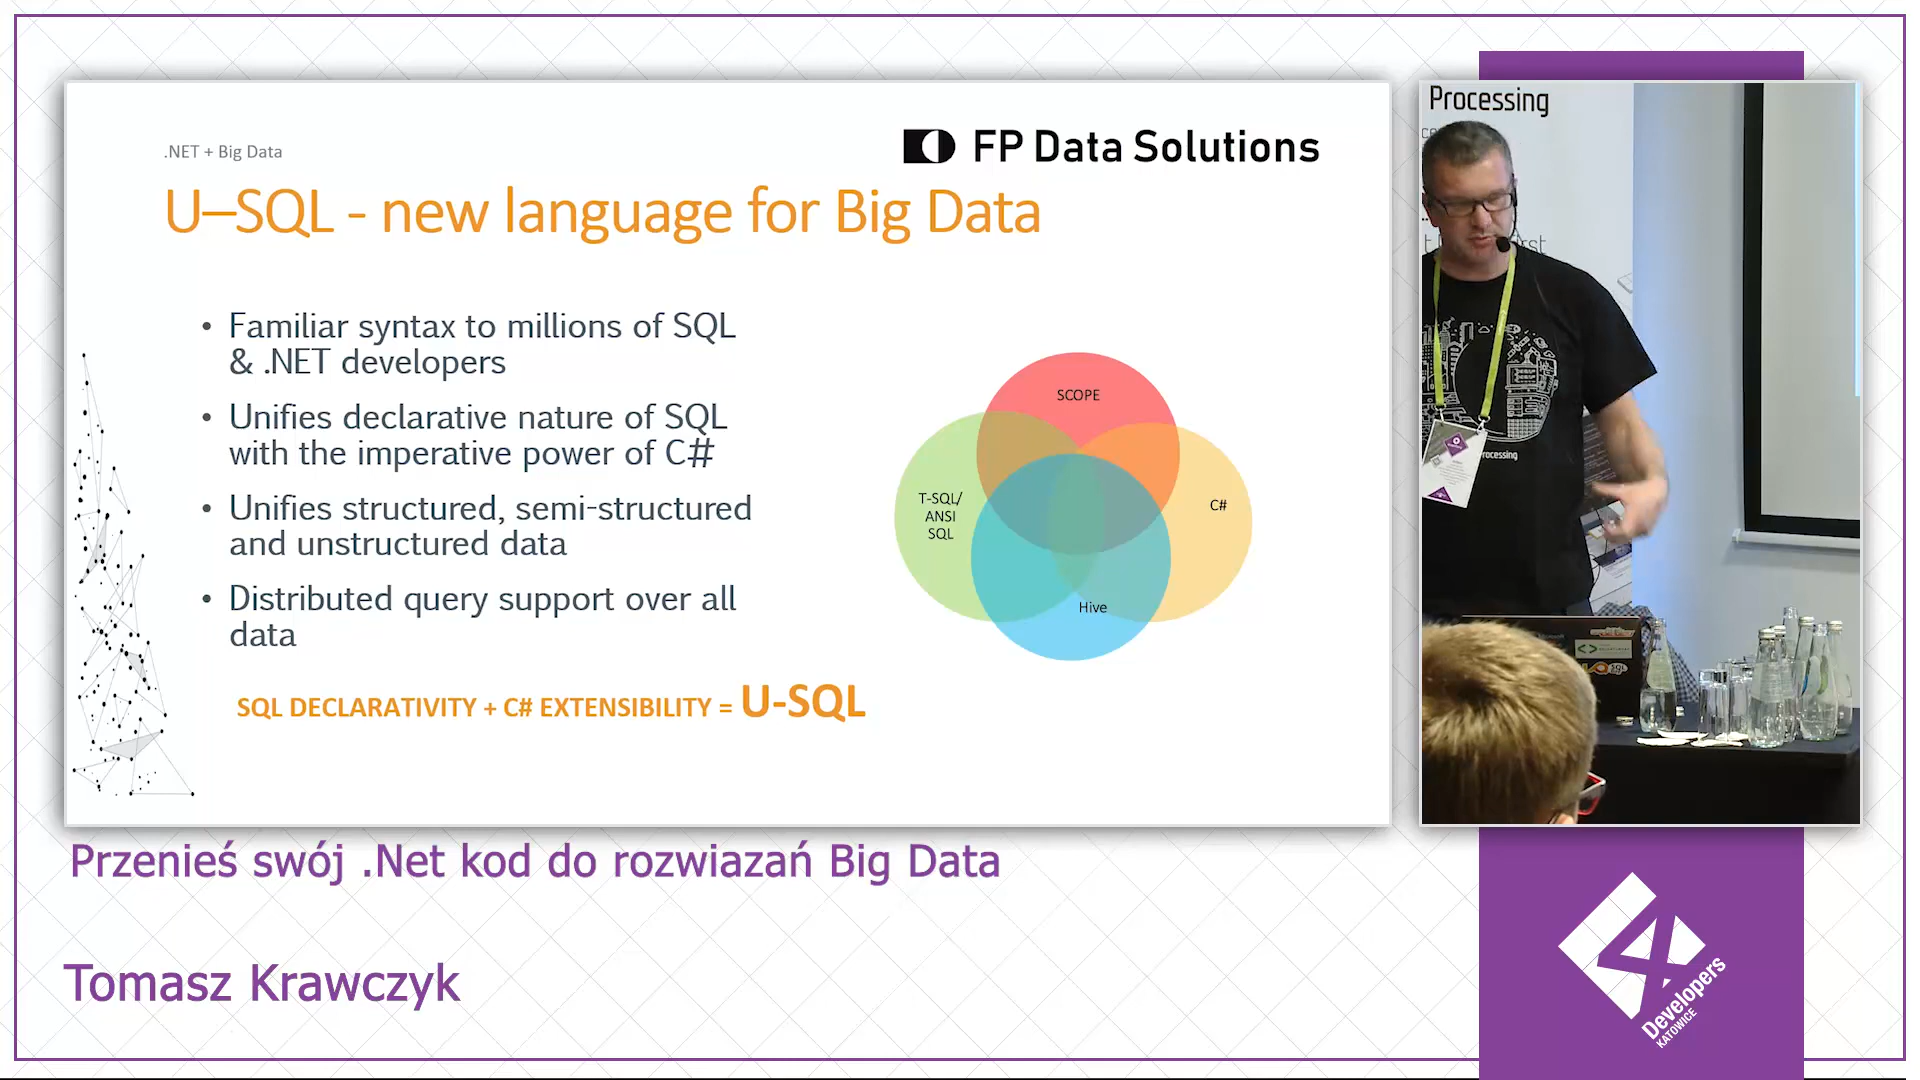 .NET + Big Data
FP Data Solutions
U–SQL - new language for Big Data
• Familiar syntax to millions of SQL
& .NET developers
• Unifies declarative nature of SQL
with the imperative power of C#
• Unifies structured, semi-structured
and unstructured data
• Distributed query support over all
data
SQL DECLARATIVITY + C# EXTENSIBILITY = U-SQL
SCOPE
T-SQL/
ANSI
SQL
C#
Hive
Processing
rst
rocessing
Przenieś swój .Net kod do rozwiazań Big Data
Tomasz Krawczyk
4
Developers
KATOWICE